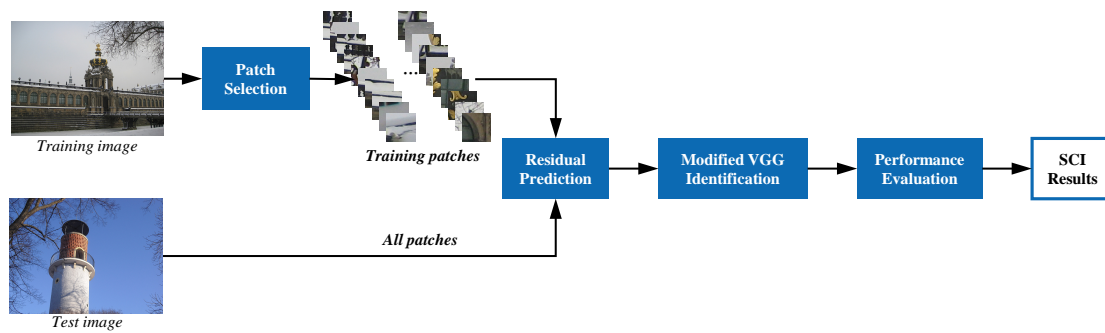 Training image
Patch
Selection
...
Training patches
Residual
Prediction
Modified VGG
Identification
Performance
Evaluation
SCI
Results
All patches
Test image